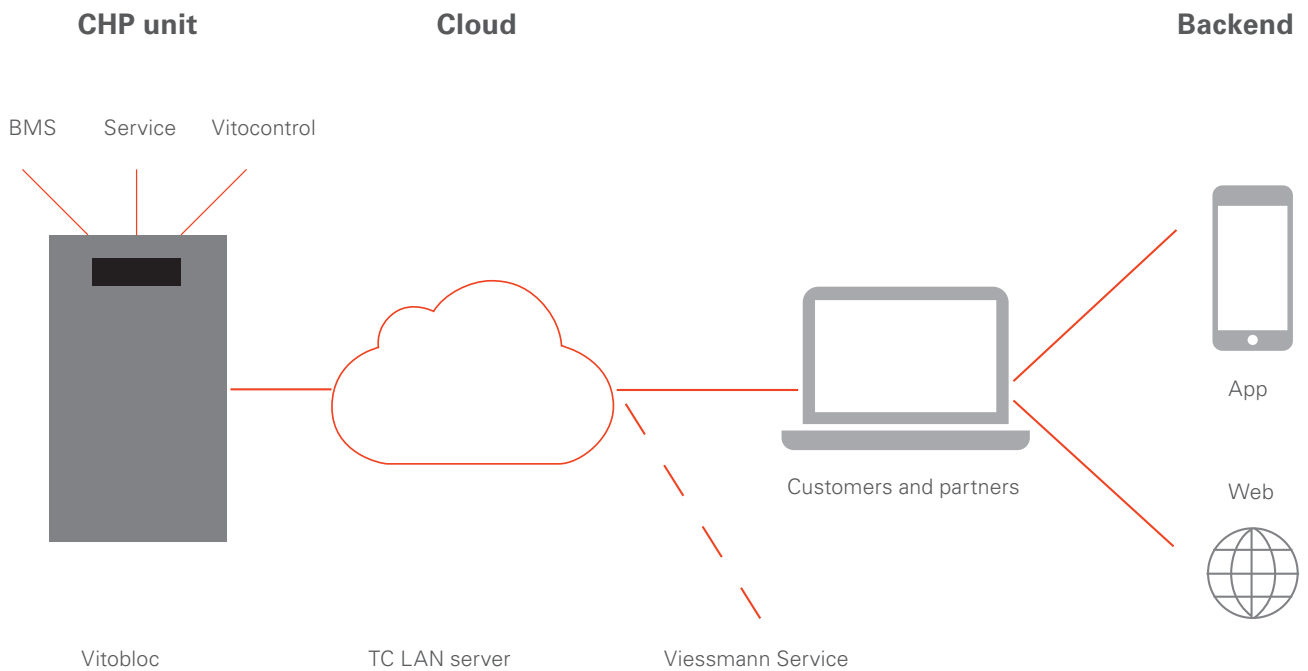 CHP unit
Cloud
Backend
BMS
Service
Vitocontrol
App
Customers and partners
Web
Vitobloc
TC LAN server
Viessmann Service